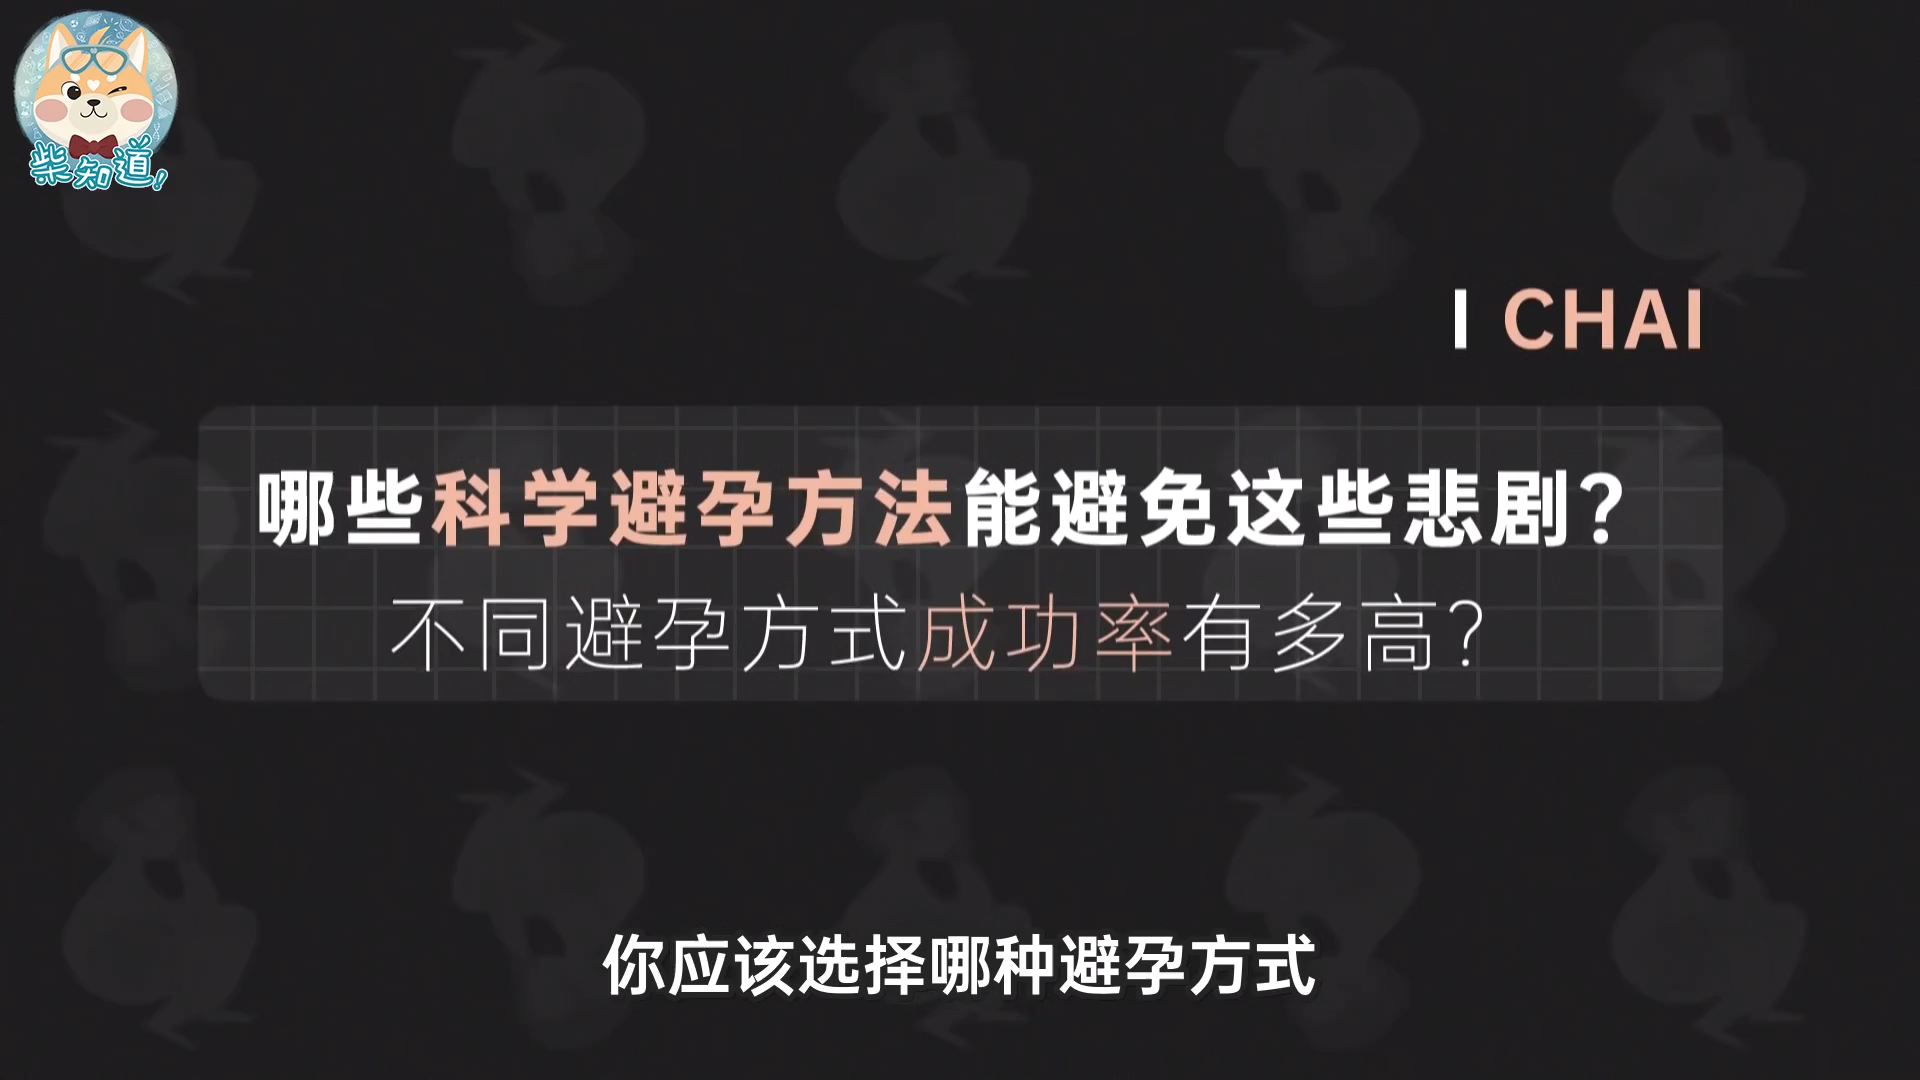 柴知道!
I CHAI
哪些科学避孕方法能避免这些悲剧？
不同避孕方式成功率有多高？
你应该选择哪种避孕方式